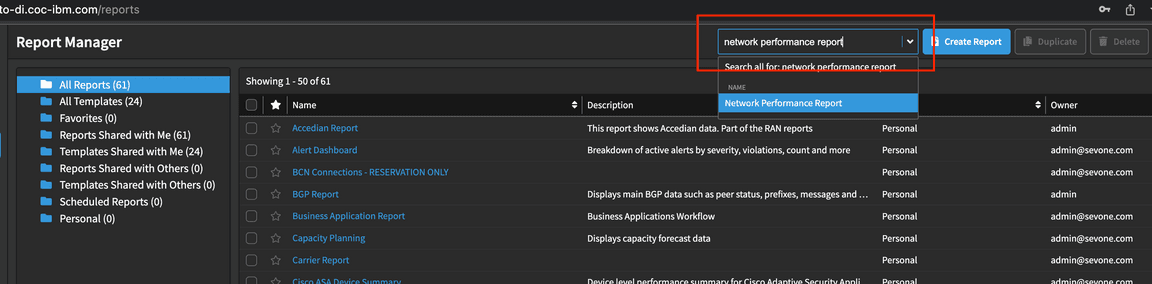 to-di.coc-ibm.com/reports
Report Manager
network performance report
Create Report
Duplicate
Delete
Search all for: network performance report
NAME
Network Performance Report
All Reports (61)
All Templates (24)
Favorites (0)
Reports Shared with Me (61)
Templates Shared with Me (24)
Reports Shared with Others (0)
Templates Shared with Others (0)
Scheduled Reports (0)
Personal (0)
Showing 1 - 50 of 61
Name Description Owner
Accedian Report This report shows Accedian data. Part of the RAN reports Personal admin
Alert Dashboard Breakdown of active alerts by severity, violations, count and more Personal admin@sevone.com
BCN Connections - RESERVATION ONLY Personal admin@sevone.com
BGP Report Displays main BGP data such as peer status, prefixes, messages and ... Personal admin
Business Application Report Business Applications Workflow Personal admin@sevone.com
Capacity Planning Displays capacity forecast data Personal admin@sevone.com
Carrier Report Personal admin@sevone.com
Cisco ASA Device Summary Device level performance summary for Cisco Adaptive Security Appli... Personal admin@sevone.com